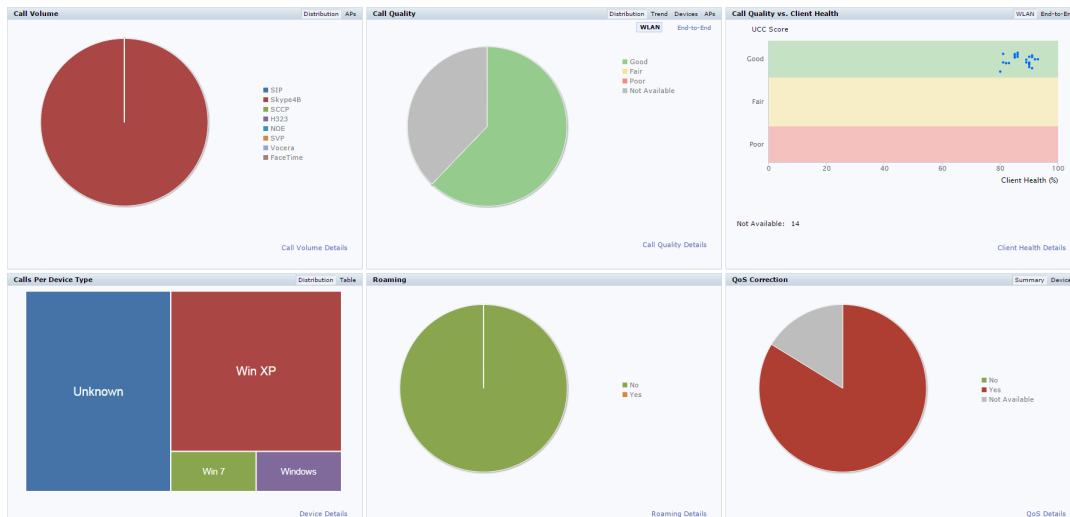 Call Volume
Distribution APs
SIP
Skype4B
SCCP
H323
NOE
SVP
Vocera
FaceTime
Call Volume Details
Call Quality
Distribution Trend Devices APs
WLAN End-to-End
Good
Fair
Poor
Not Available
Call Quality Details
Call Quality vs. Client Health
WLAN End-to-En
UCC Score
Good
Fair
Poor
0 20 40 60 80 100
Client Health (%)
Not Available: 14
Client Health Details
Calls Per Device Type
Distribution Table
Unknown
Win XP
Win 7
Windows
Device Details
Roaming
No
Yes
Roaming Details
QoS Correction
Summary Device
No
Yes
Not Available
QoS Details